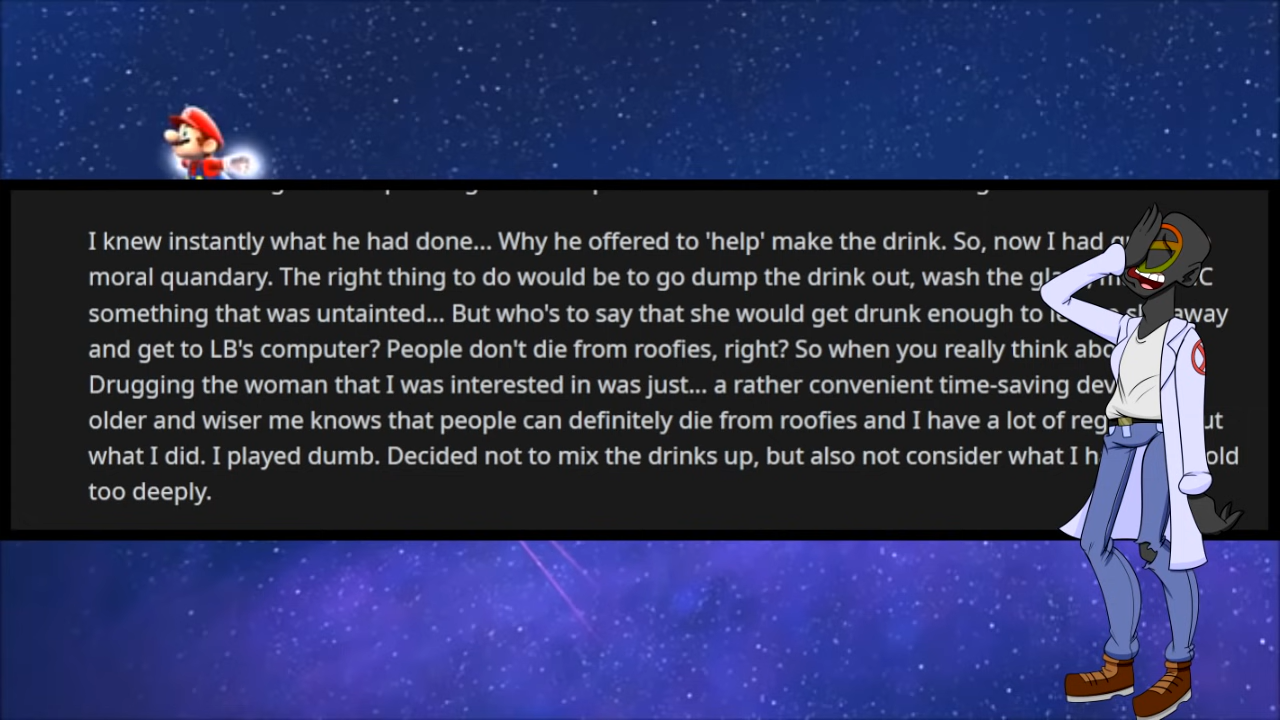 I knew instantly what he had done... Why he offered to 'help' make the drink. So, now I had
moral quandary. The right thing to do would be to go dump the drink out, wash the
something that was untainted... But who's to say that she would get drunk enough to away
and get to LB's computer? People don't die from roofies, right? So when you really think
Drugging the woman that I was interested in was just... a rather convenient time-saving
older and wiser me knows that people can definitely die from roofies and I have a lot of
what I did. I played dumb. Decided not to mix the drinks up, but also not consider what I
too deeply.